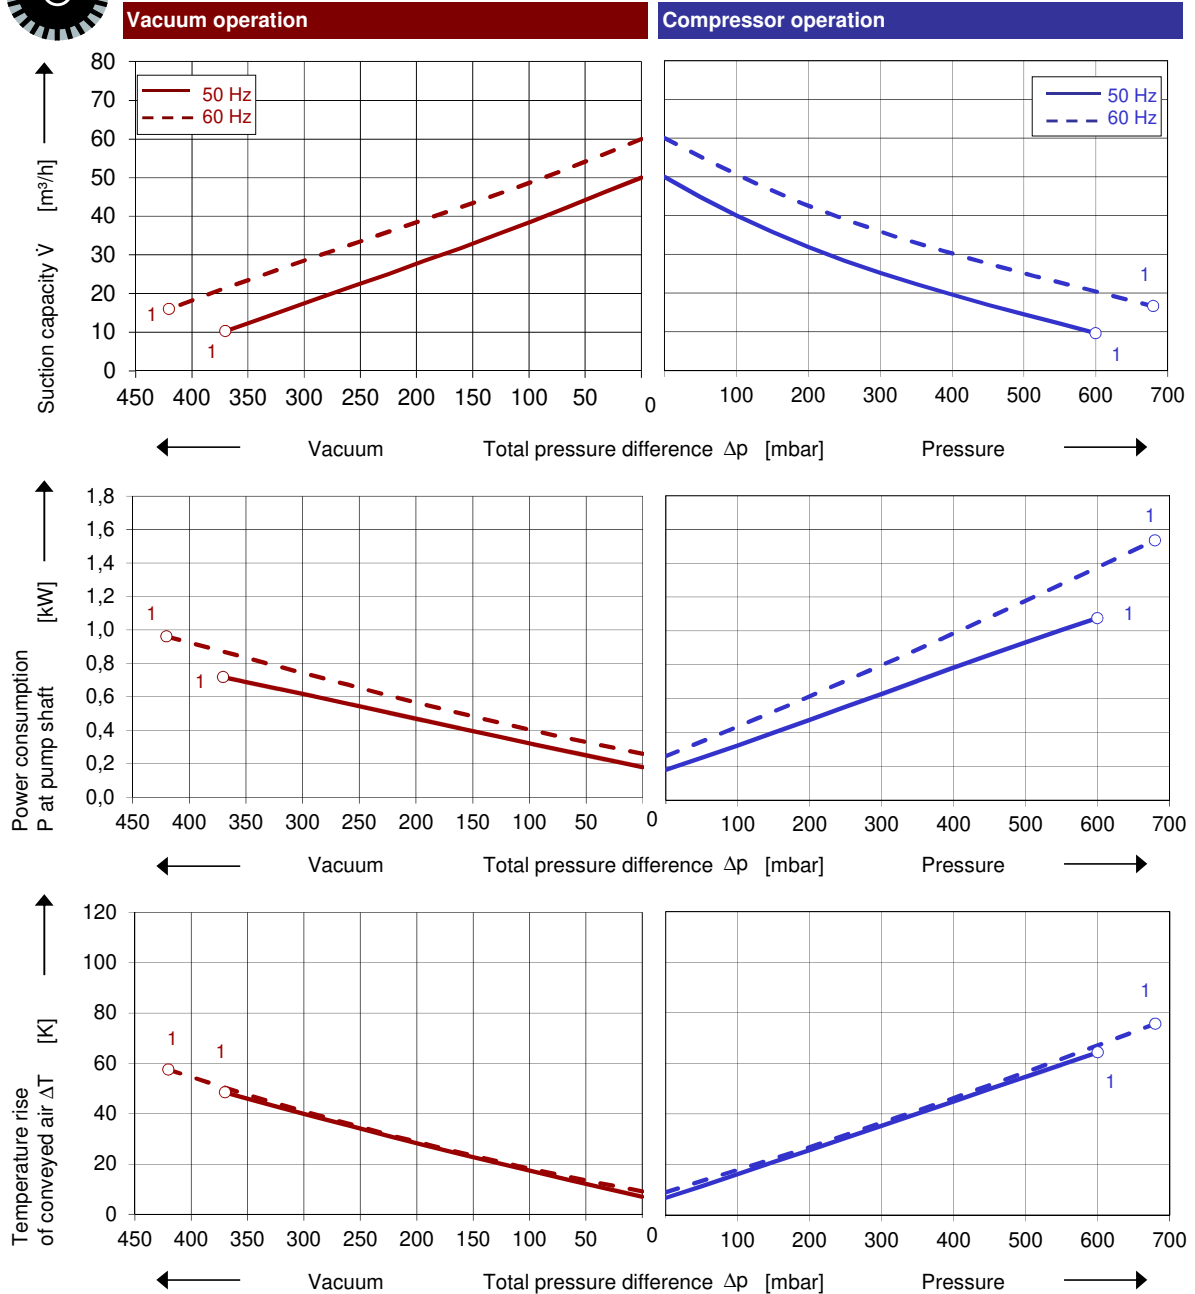 Vacuum operation
Compressor operation
Suction capacity V̇ [m³/h]
80
70
60
50
40
30
20
10
0
50 Hz
60 Hz
50 Hz
60 Hz
1
1
1
1
450 400 350 300 250 200 150 100 50 0 100 200 300 400 500 600 700
Vacuum Total pressure difference Δp [mbar] Pressure
Power consumption
P at pump shaft [kW]
1,8
1,6
1,4
1,2
1,0
0,8
0,6
0,4
0,2
0,0
1
1
1
1
450 400 350 300 250 200 150 100 50 0 100 200 300 400 500 600 700
Vacuum Total pressure difference Δp [mbar] Pressure
Temperature rise
of conveyed air ΔT [K]
120
100
80
60
40
20
0
1
1
1
1
450 400 350 300 250 200 150 100 50 0 100 200 300 400 500 600 700
Vacuum Total pressure difference Δp [mbar] Pressure